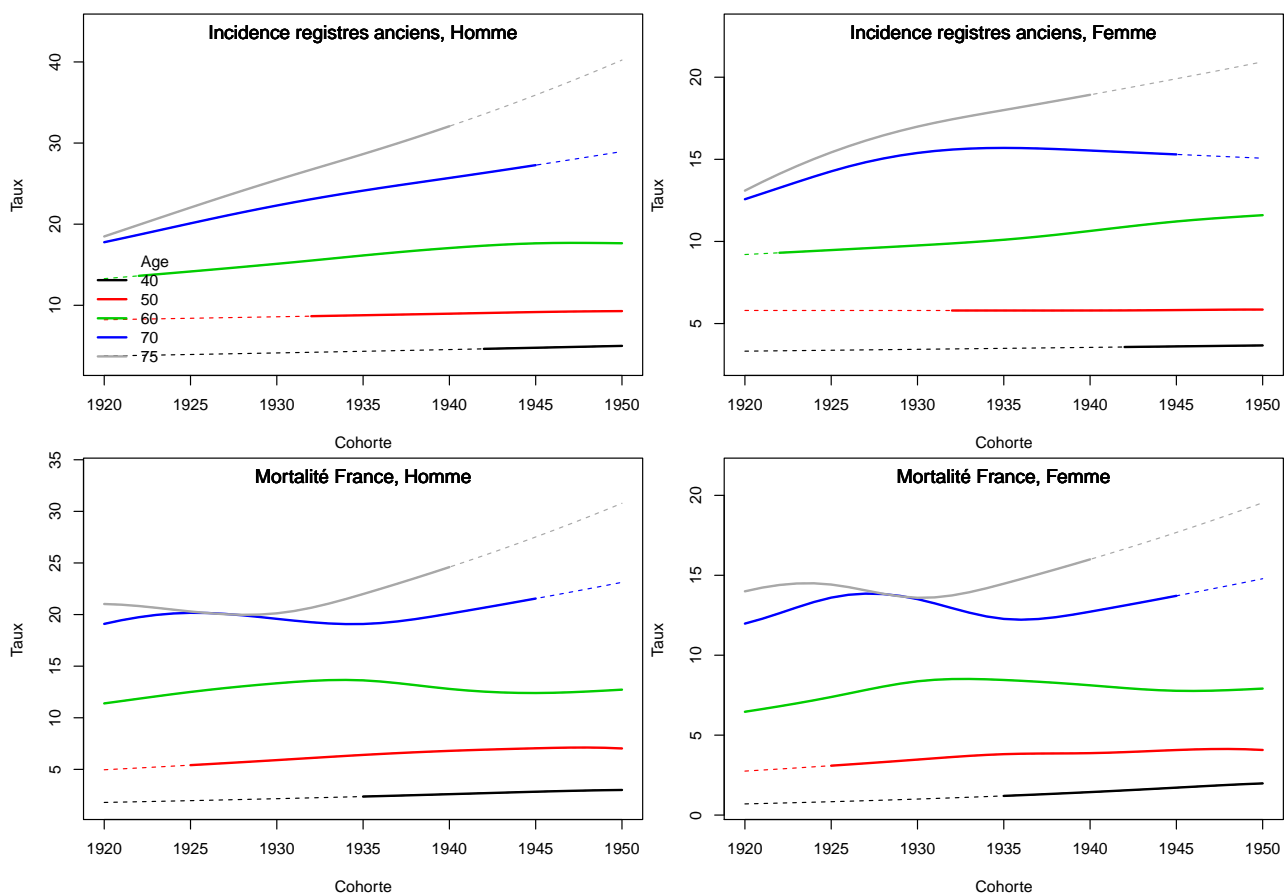 Incidence registres anciens, Homme
Taux
40
30
20
10
Age
40
50
60
70
75
1920 1925 1930 1935 1940 1945 1950
Cohorte
Incidence registres anciens, Femme
Taux
20
15
10
5
1920 1925 1930 1935 1940 1945 1950
Cohorte
Mortalité France, Homme
Taux
35
30
25
20
15
10
5
1920 1925 1930 1935 1940 1945 1950
Cohorte
Mortalité France, Femme
Taux
20
15
10
5
0
1920 1925 1930 1935 1940 1945 1950
Cohorte